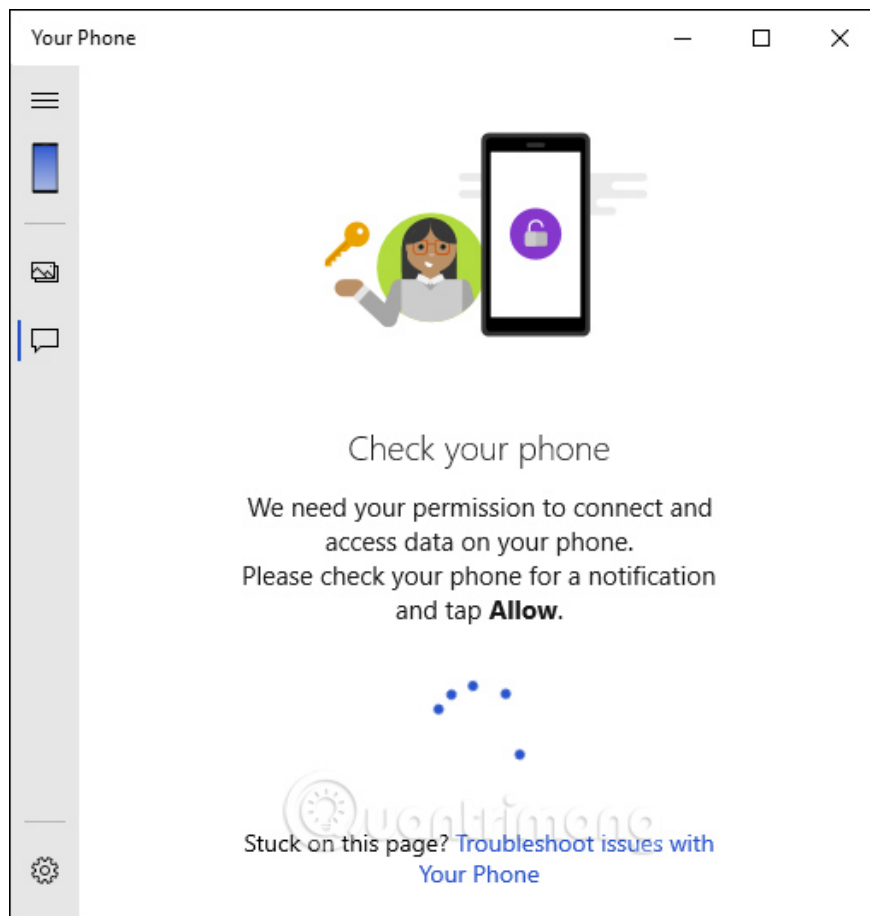 Your Phone
Check your phone
We need your permission to connect and
access data on your phone.
Please check your phone for a notification
and tap Allow.
Quantrimang
Stuck on this page? Troubleshoot issues with
Your Phone